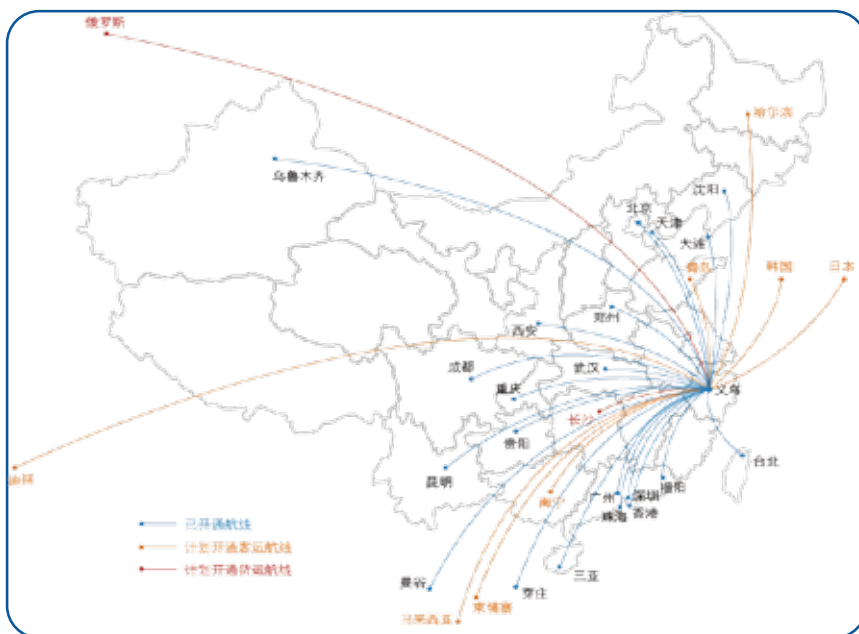 俄罗斯
哈尔滨
乌鲁木齐
沈阳
北京
天津
大连
青岛
韩国
日本
郑州
西安
成都
武汉
重庆
义乌
长沙
贵阳
台北
迪拜
昆明
南宁
揭阳
广州
深圳
珠海
香港
三亚
曼谷
芽庄
柬埔寨
马来西亚
已开通航线
计划开通客运航线
计划开通货运航线